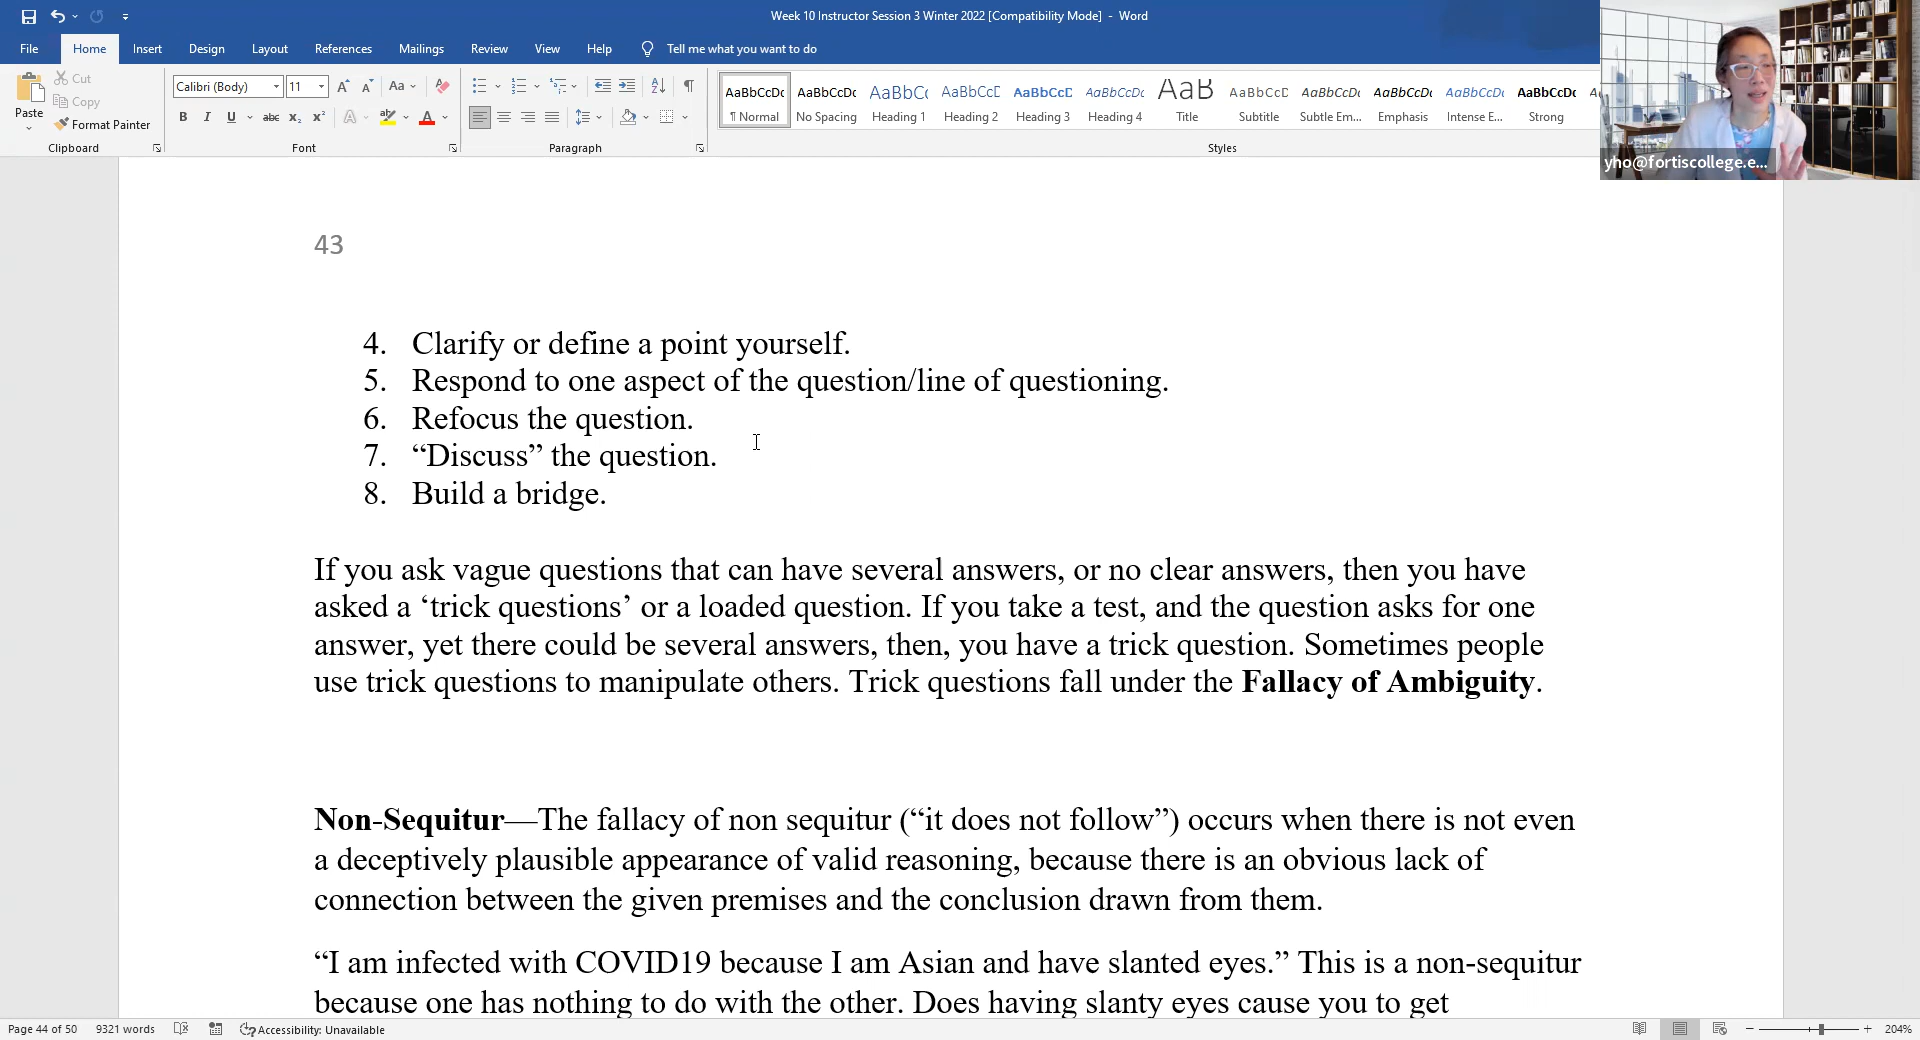 Week 10 Instructor Session 3 Winter 2022 [Compatibility Mode] - Word
File Home Insert Design Layout References Mailings Review View Help Tell me what you want to do
Paste
Cut
Copy
Format Painter
Clipboard
Calibri (Body) 11
Font
Paragraph
AaBbCcDc AaBbCcDc AaBbC( AaBbCcD AaBbCcD AaBbCcDc AaB AaBbCcD AaBbCcDc AaBbCcDc AaBbCcDc AaBbCcDc
¶ Normal No Spacing Heading 1 Heading 2 Heading 3 Heading 4 Title Subtitle Subtle Em... Emphasis Intense E... Strong
Styles
yho@fortiscollege.e...
43
4. Clarify or define a point yourself.
5. Respond to one aspect of the question/line of questioning.
6. Refocus the question.
7. “Discuss” the question.
8. Build a bridge.
If you ask vague questions that can have several answers, or no clear answers, then you have
asked a ‘trick questions’ or a loaded question. If you take a test, and the question asks for one
answer, yet there could be several answers, then, you have a trick question. Sometimes people
use trick questions to manipulate others. Trick questions fall under the Fallacy of Ambiguity.
Non-Sequitur—The fallacy of non sequitur (“it does not follow”) occurs when there is not even
a deceptively plausible appearance of valid reasoning, because there is an obvious lack of
connection between the given premises and the conclusion drawn from them.
“I am infected with COVID19 because I am Asian and have slanted eyes.” This is a non-sequitur
because one has nothing to do with the other. Does having slanty eyes cause you to get
Page 44 of 50 9321 words Accessibility: Unavailable 204%